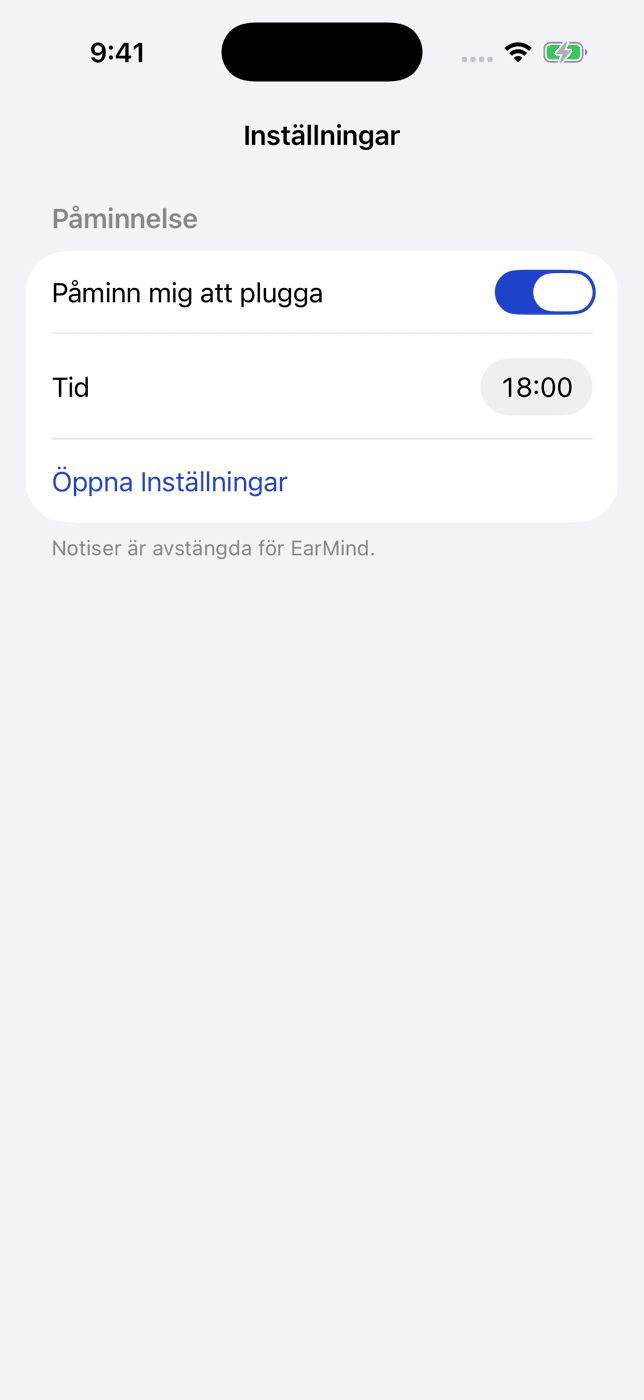 9:41
Inställningar
Påminnelse
Påminn mig att plugga
Tid
18:00
Öppna Inställningar
Notiser är avstängda för EarMind.